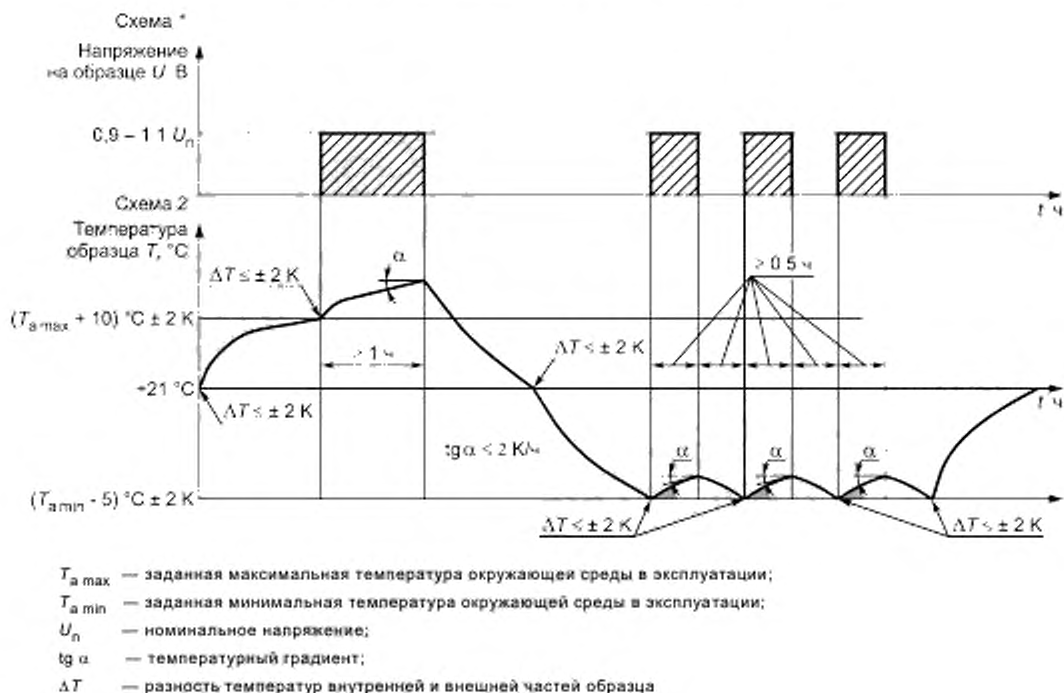 Схема *
Напряжение
на образце U В
0,9 – 1 1 Un
t ч
Схема 2
Температура
образца T, °C
α
≥ 0 5 ч
ΔT ≤ ± 2 K
(Ta max + 10) °C ± 2 K
≥ 1 ч
ΔT ≤ ± 2 K
+21 °C
t ч
ΔT ≤ ± 2 K
tg α ≤ 2 K/ч
α
α
α
(Ta min - 5) °C ± 2 K
ΔT ≤ ± 2 K
ΔT ≤ ± 2 K
Ta max — заданная максимальная температура окружающей среды в эксплуатации;
Ta min — заданная минимальная температура окружающей среды в эксплуатации;
Un — номинальное напряжение;
tg α — температурный градиент;
ΔT — разность температур внутренней и внешней частей образца